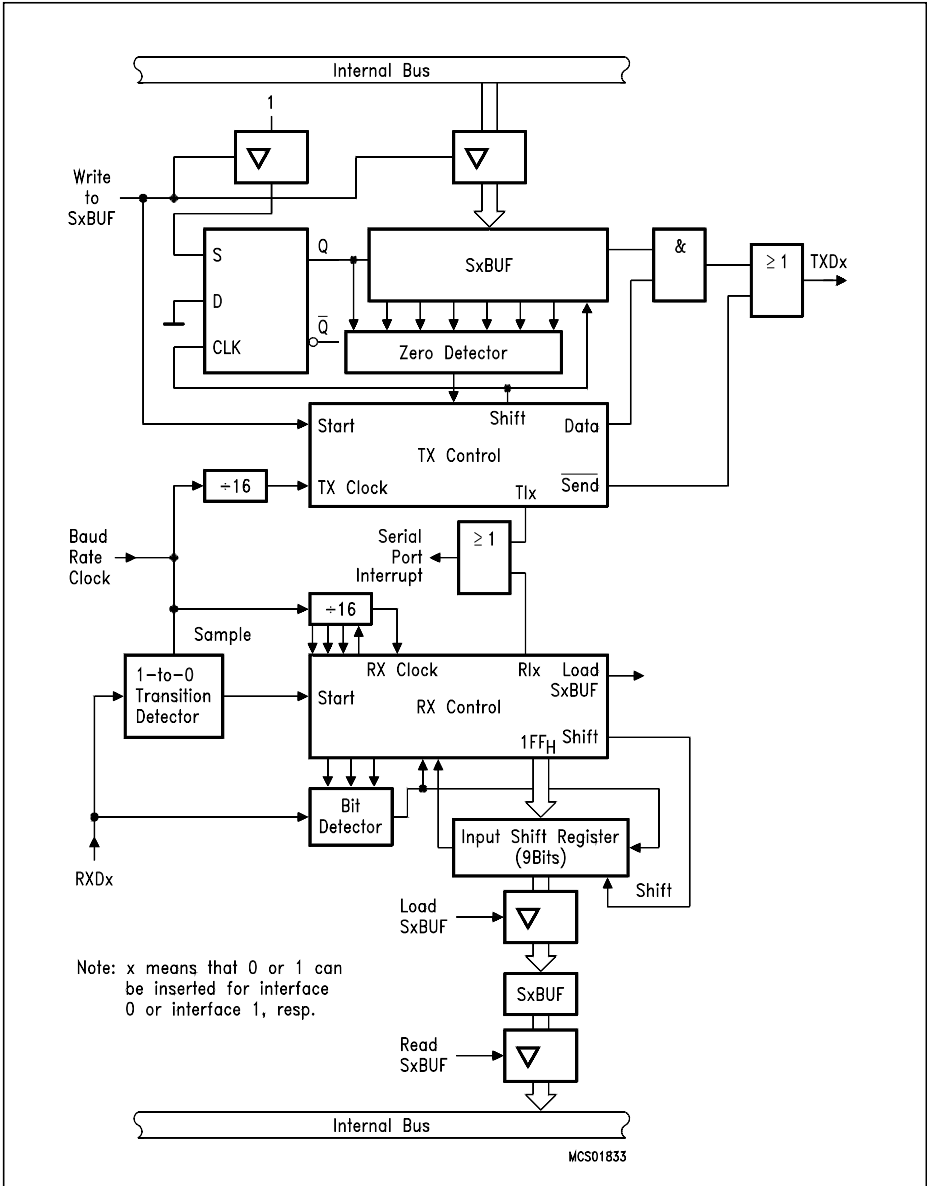 Internal Bus
1
Write
to
SxBUF
S
D
CLK
Q
Q̅
SxBUF
&
≥ 1
TXDx
Zero Detector
Shift
Start
Data
TX Control
÷16
TX Clock
TIx
S̅e̅n̅d̅
Baud
Rate
Clock
Serial
Port
Interrupt
≥ 1
÷16
Sample
1-to-0
Transition
Detector
RX Clock
RIx
Load
SxBUF
Start
RX Control
1FFH
Shift
Bit
Detector
Input Shift Register
(9Bits)
RXDx
Shift
Load
SxBUF
Note: x means that 0 or 1 can
be inserted for interface
0 or interface 1, resp.
SxBUF
Read
SxBUF
Internal Bus
MCS01833